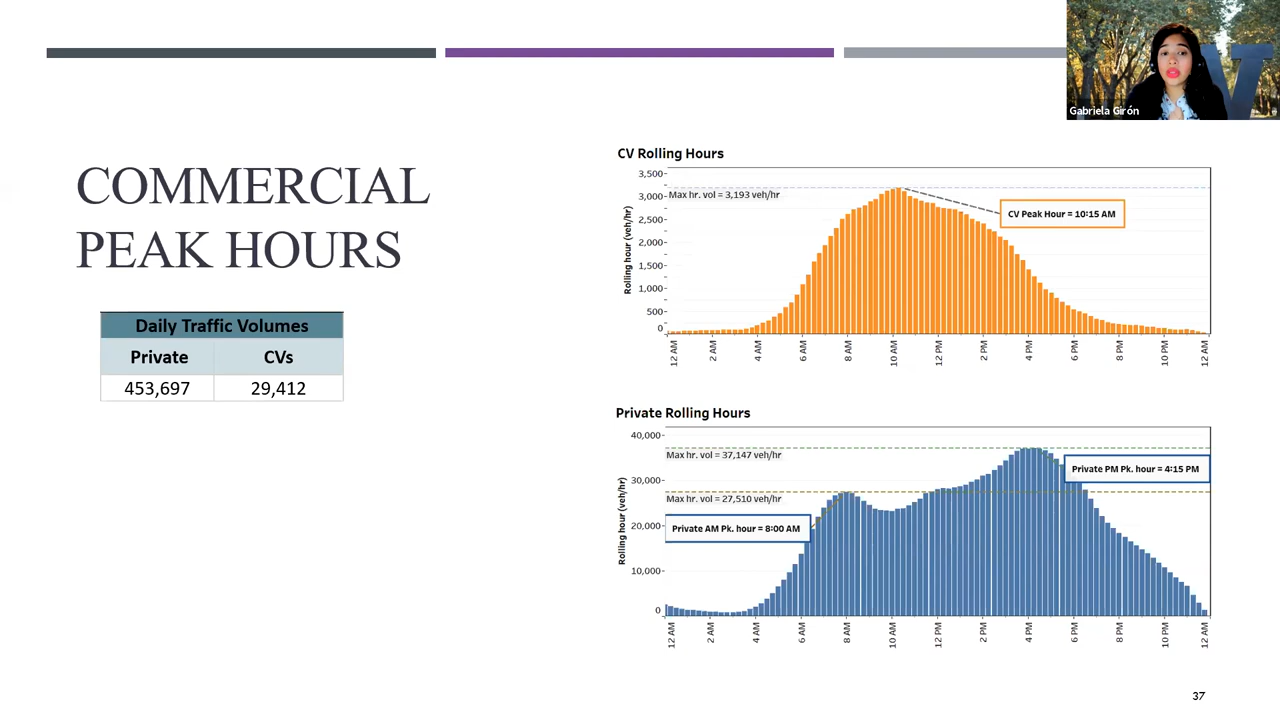 Gabriela Girón
COMMERCIAL
PEAK HOURS
Daily Traffic Volumes
Private CVs
453,697 29,412
CV Rolling Hours
Rolling hour (veh/hr)
3,500
3,000
2,500
2,000
1,500
1,000
500
0
Max hr. vol = 3,193 veh/hr
CV Peak Hour = 10:15 AM
12 AM
2 AM
4 AM
6 AM
8 AM
10 AM
12 PM
2 PM
4 PM
6 PM
8 PM
10 PM
12 AM
Private Rolling Hours
Rolling hour (veh/hr)
40,000
30,000
20,000
10,000
0
Max hr. vol = 37,147 veh/hr
Max hr. vol = 27,510 veh/hr
Private PM Pk. hour = 4:15 PM
Private AM Pk. hour = 8:00 AM
12 AM
2 AM
4 AM
6 AM
8 AM
10 AM
12 PM
2 PM
4 PM
6 PM
8 PM
10 PM
12 AM
37